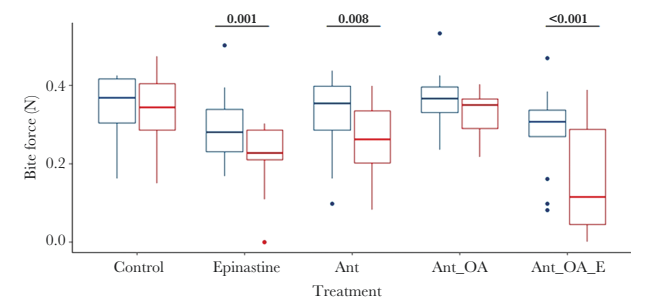 0.001
0.008
<0.001
0.4
0.2
0.0
Bite force (N)
Control
Epinastine
Ant
Ant_OA
Ant_OA_E
Treatment